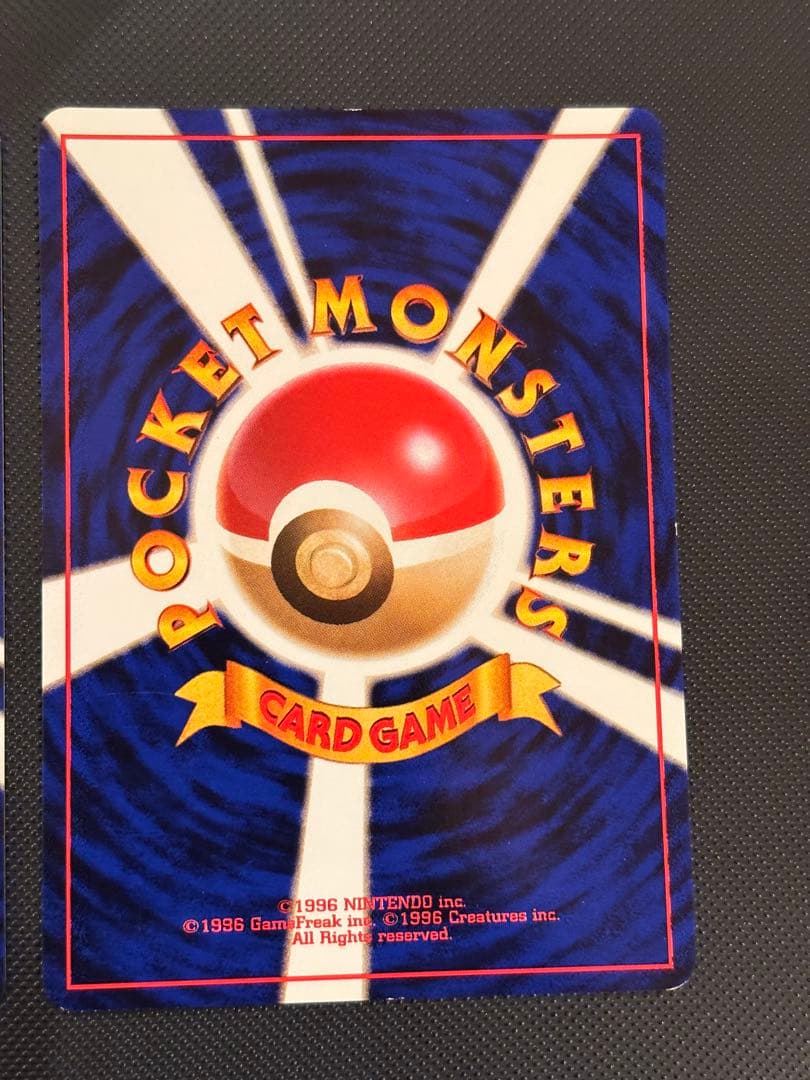 POCKET MONSTERS
CARD GAME
©1996 NINTENDO inc.
©1996 GameFreak inc. ©1996 Creatures inc.
All Rights reserved.